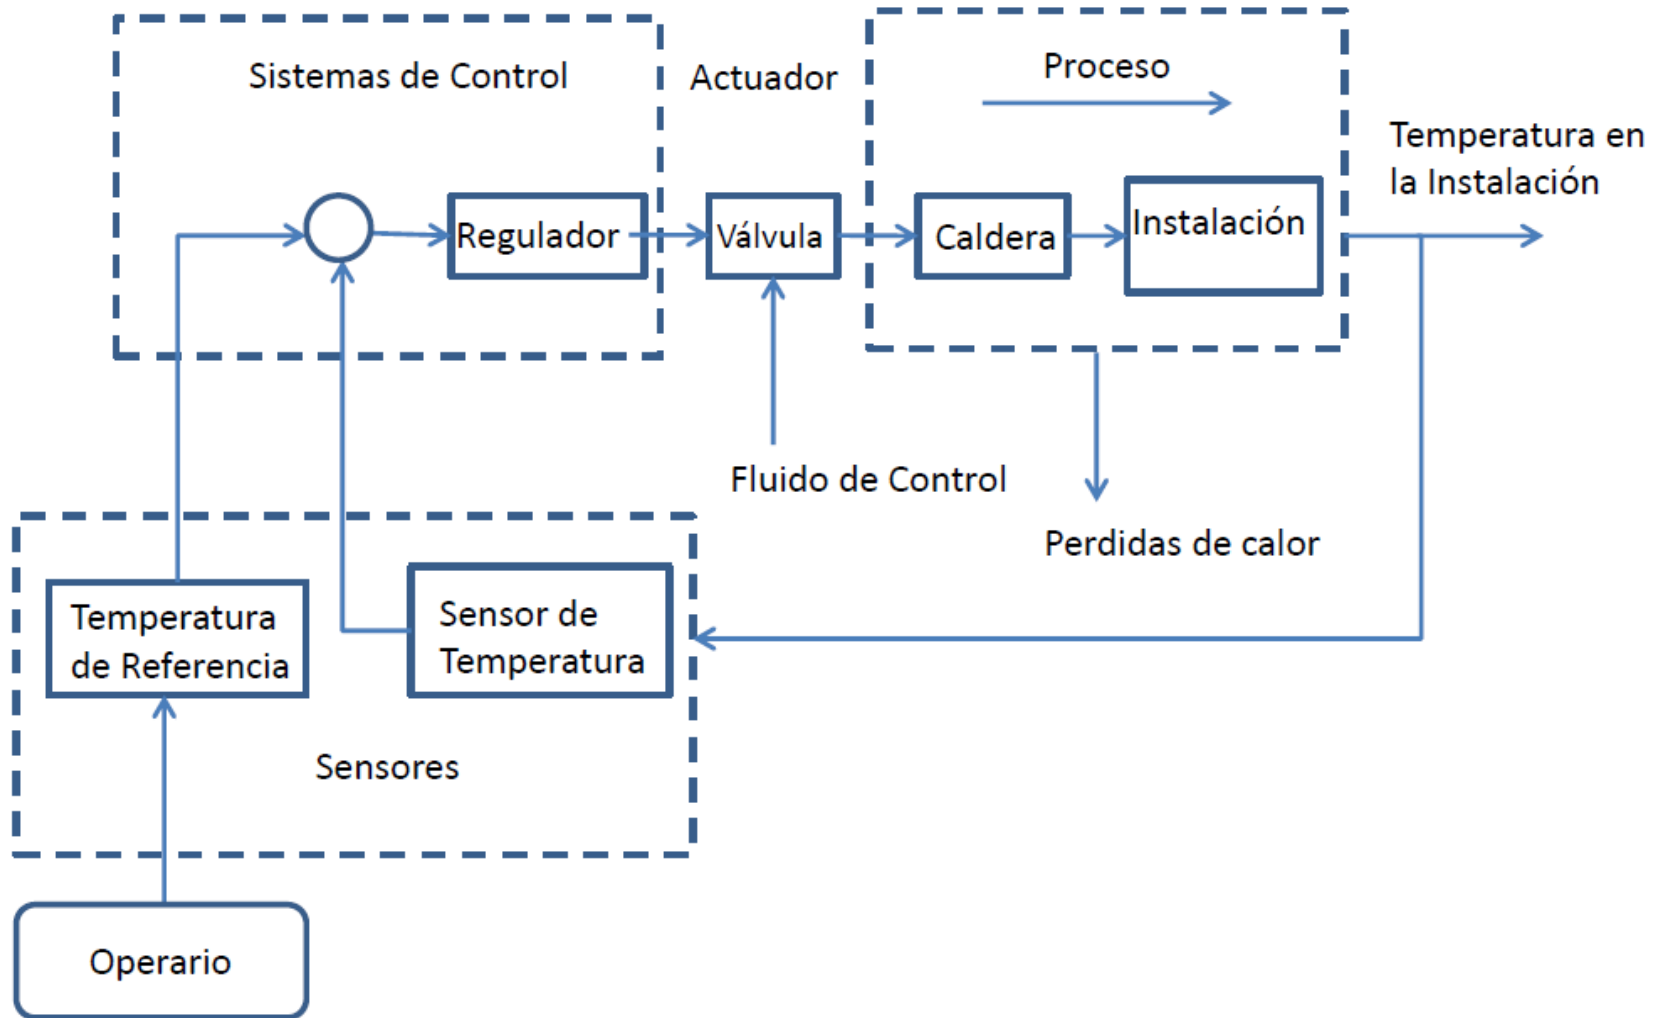 Sistemas de Control
Actuador
Proceso
Temperatura en
la Instalación
Regulador
Válvula
Caldera
Instalación
Fluido de Control
Perdidas de calor
Temperatura
de Referencia
Sensor de
Temperatura
Sensores
Operario